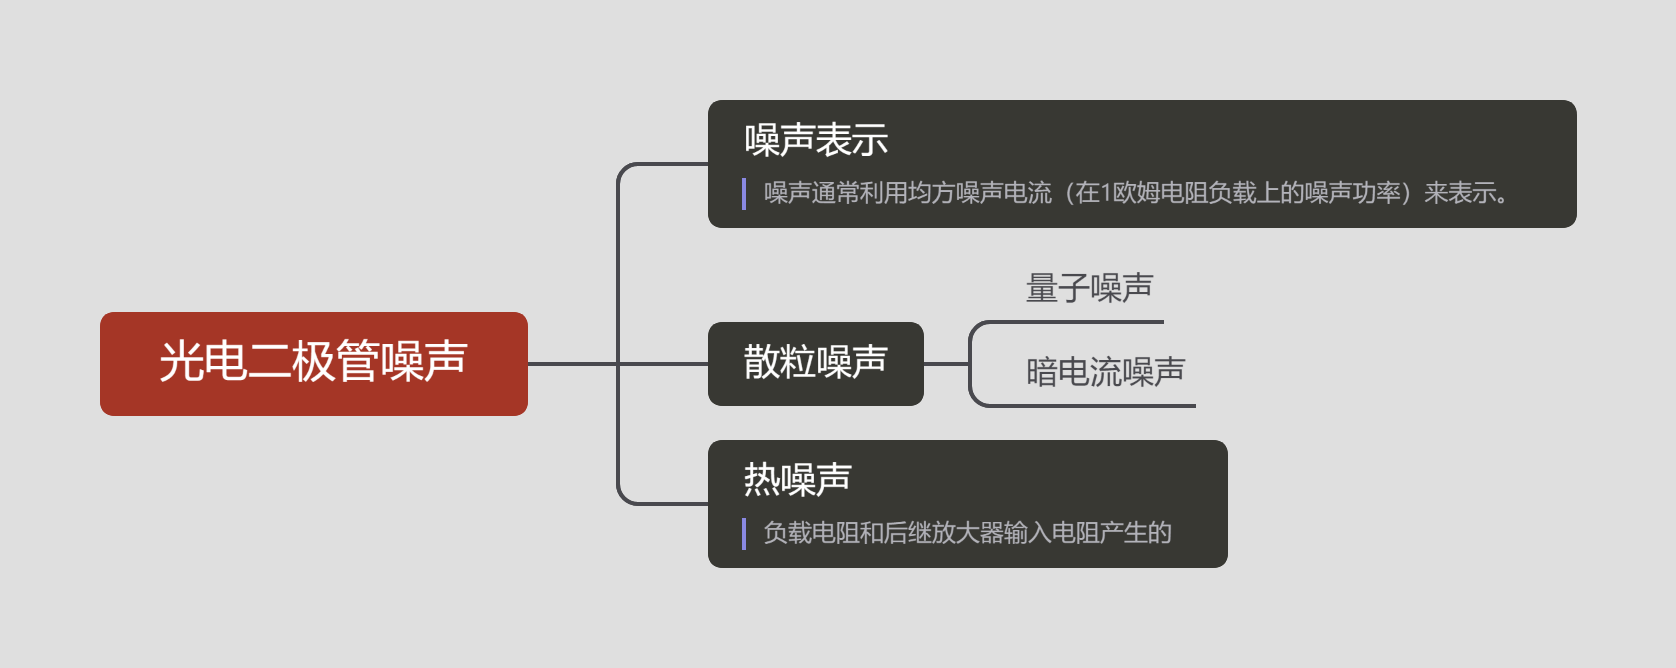 噪声表示
噪声通常利用均方噪声电流（在1欧姆电阻负载上的噪声功率）来表示。
光电二极管噪声
散粒噪声
量子噪声
暗电流噪声
热噪声
负载电阻和后继放大器输入电阻产生的